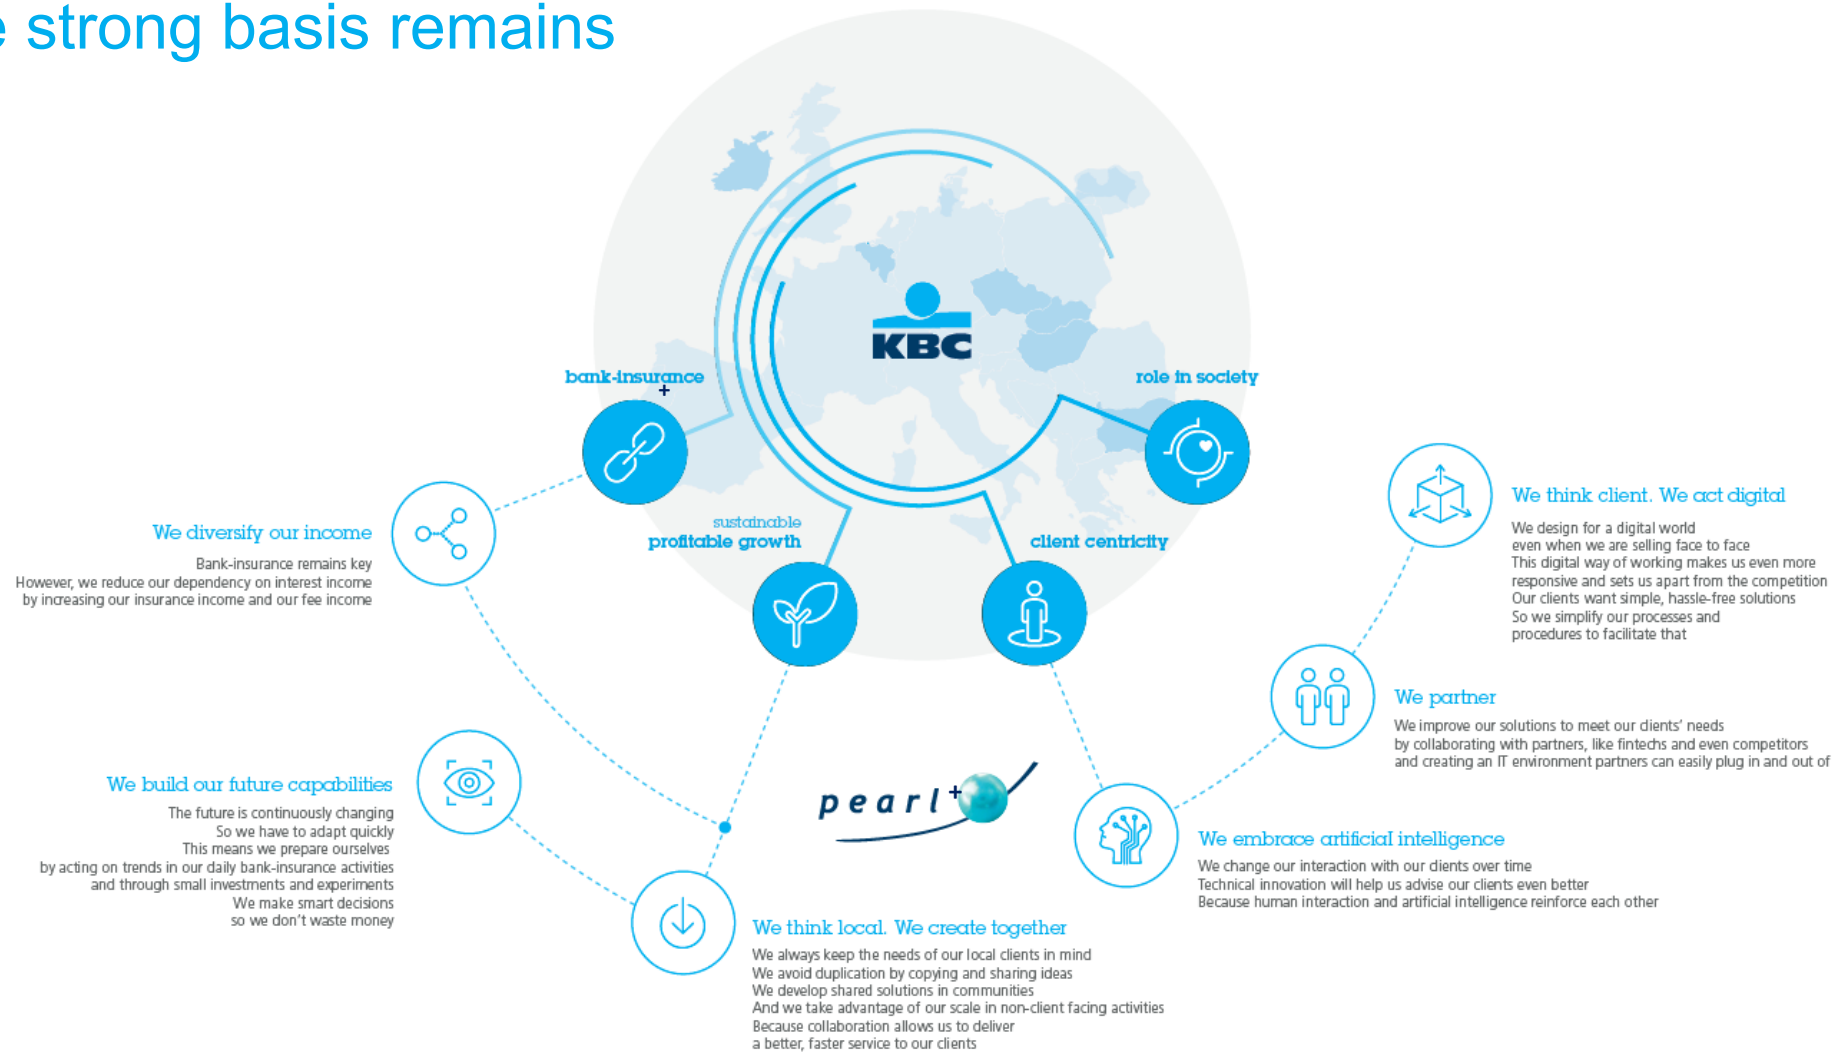 strong basis remains
KBC
bank-insurance
+
role in society
sustainable
profitable growth
client centricity
We diversify our income
Bank-insurance remains key
However, we reduce our dependency on interest income
by increasing our insurance income and our fee income
We think client. We act digital
We design for a digital world
even when we are selling face to face
This digital way of working makes us even more
responsive and sets us apart from the competition
Our clients want simple, hassle-free solutions
So we simplify our processes and
procedures to facilitate that
We partner
We improve our solutions to meet our clients' needs
by collaborating with partners, like fintechs and even competitors
and creating an IT environment partners can easily plug in and out of
We build our future capabilities
The future is continuously changing
So we have to adapt quickly
This means we prepare ourselves
by acting on trends in our daily bank-insurance activities
and through small investments and experiments
We make smart decisions
so we don't waste money
pearl+
We embrace artificial intelligence
We change our interaction with our clients over time
Technical innovation will help us advise our clients even better
Because human interaction and artificial intelligence reinforce each other
We think local. We create together
We always keep the needs of our local clients in mind
We avoid duplication by copying and sharing ideas
We develop shared solutions in communities
And we take advantage of our scale in non-client facing activities
Because collaboration allows us to deliver
a better, faster service to our clients